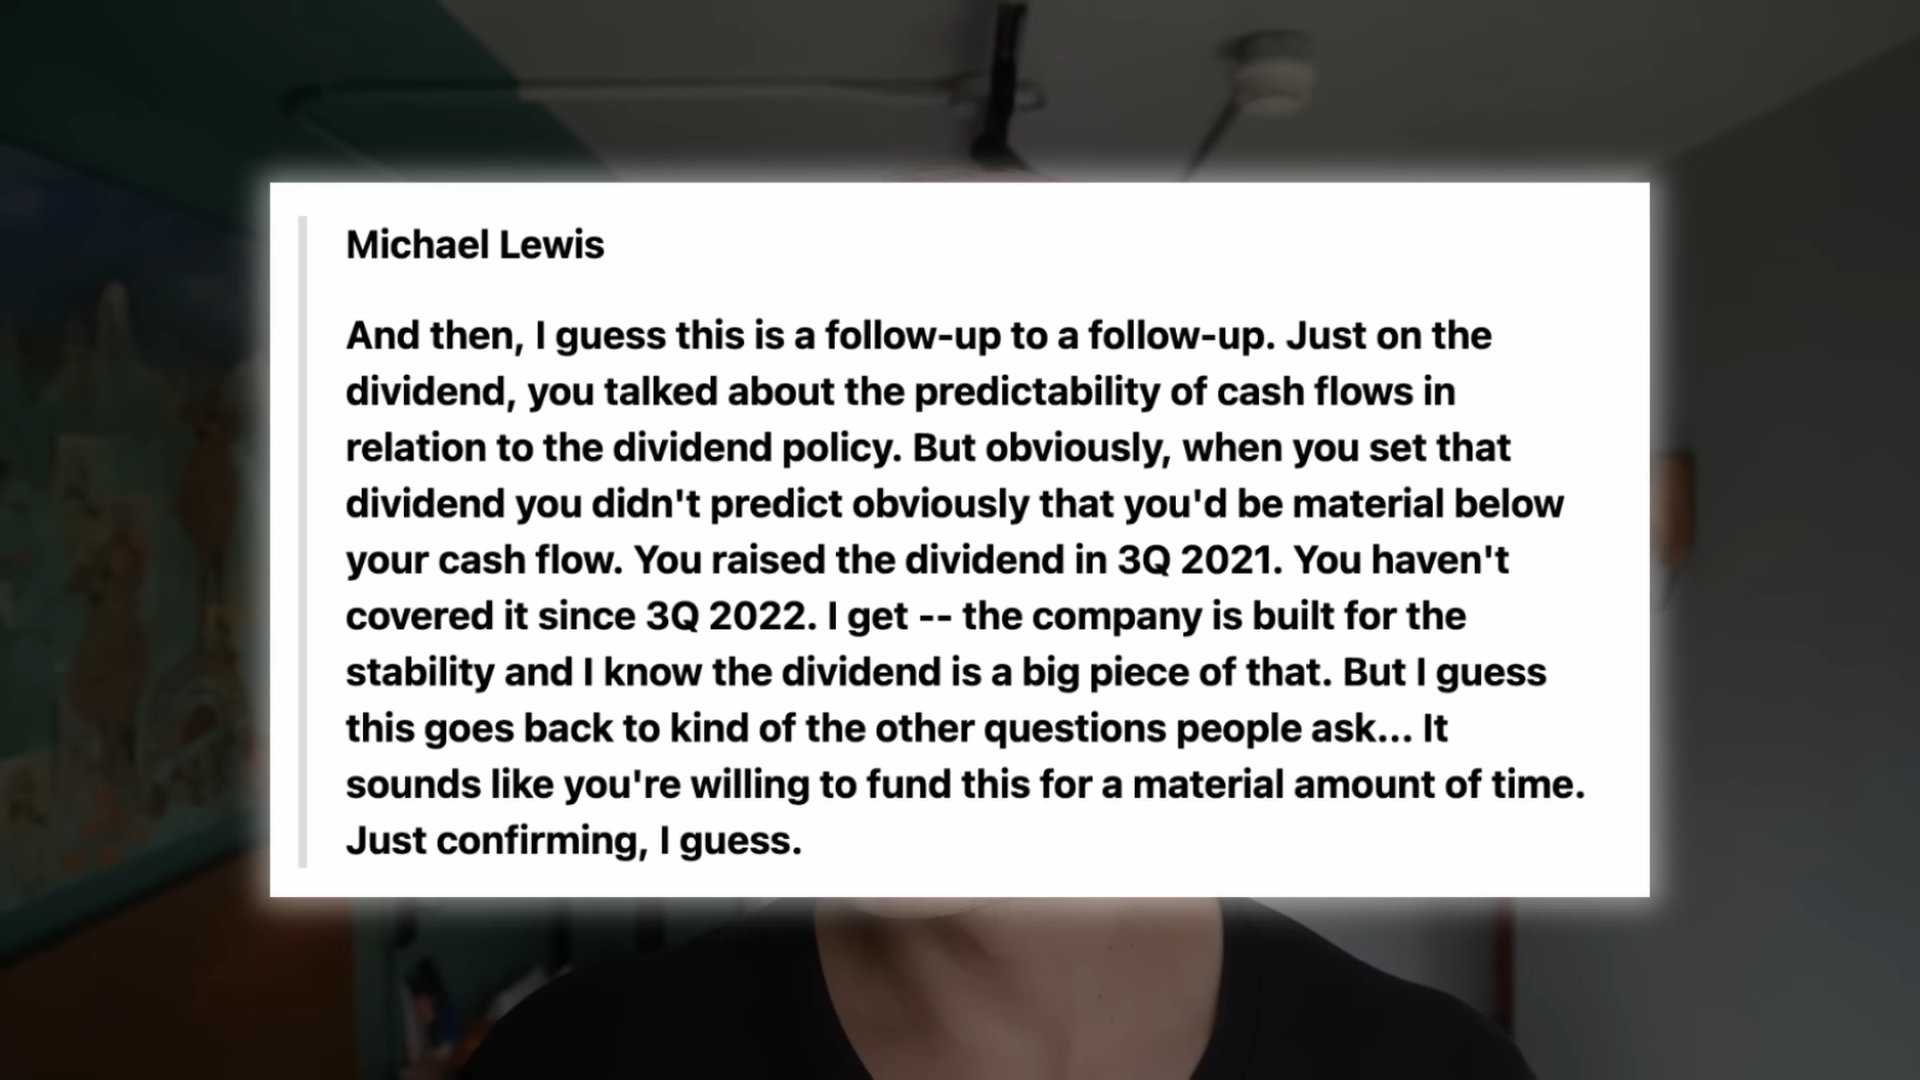 Michael Lewis
And then, I guess this is a follow-up to a follow-up. Just on the
dividend, you talked about the predictability of cash flows in
relation to the dividend policy. But obviously, when you set that
dividend you didn't predict obviously that you'd be material below
your cash flow. You raised the dividend in 3Q 2021. You haven't
covered it since 3Q 2022. I get -- the company is built for the
stability and I know the dividend is a big piece of that. But I guess
this goes back to kind of the other questions people ask... It
sounds like you're willing to fund this for a material amount of time.
Just confirming, I guess.